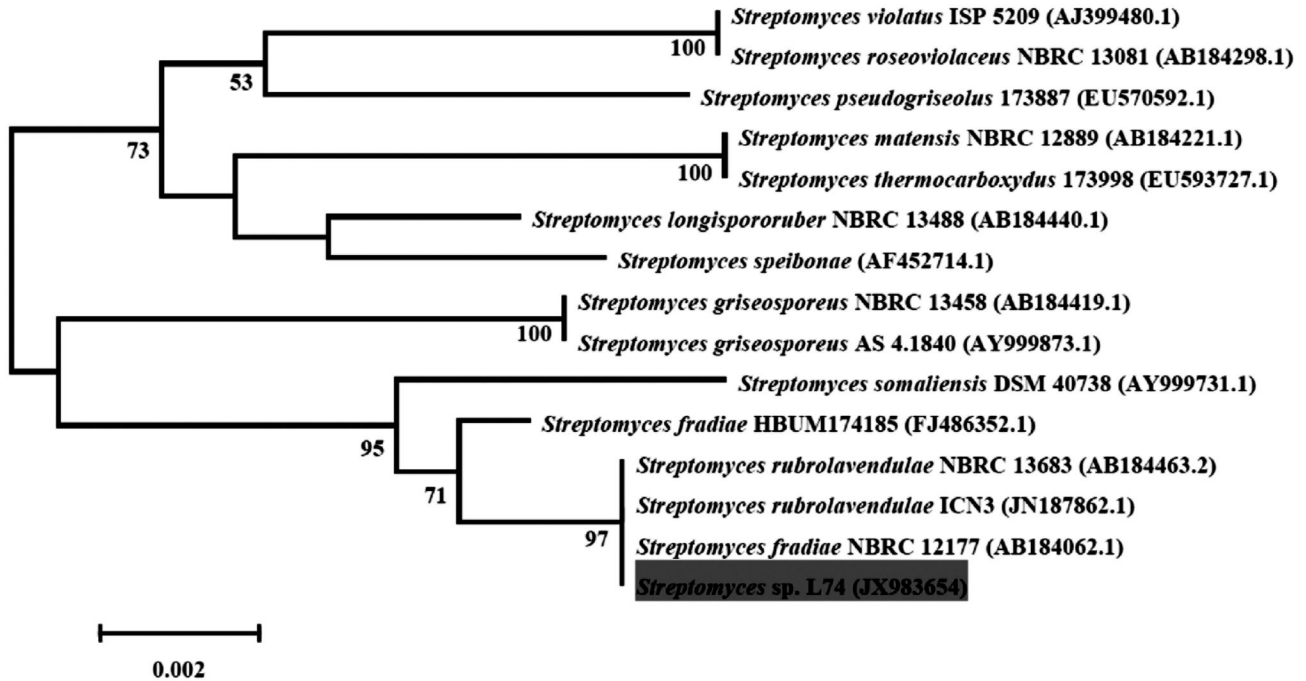 Streptomyces violatus ISP 5209 (AJ399480.1)
100
Streptomyces roseoviolaceus NBRC 13081 (AB184298.1)
53
Streptomyces pseudogriseolus 173887 (EU570592.1)
73
Streptomyces matensis NBRC 12889 (AB184221.1)
100
Streptomyces thermocarboxydus 173998 (EU593727.1)
Streptomyces longispororuber NBRC 13488 (AB184440.1)
Streptomyces speibonae (AF452714.1)
Streptomyces griseosporeus NBRC 13458 (AB184419.1)
100
Streptomyces griseosporeus AS 4.1840 (AY999873.1)
Streptomyces somaliensis DSM 40738 (AY999731.1)
Streptomyces fradiae HBUM174185 (FJ486352.1)
95
Streptomyces rubrolavendulae NBRC 13683 (AB184463.2)
71
Streptomyces rubrolavendulae ICN3 (JN187862.1)
97
Streptomyces fradiae NBRC 12177 (AB184062.1)
Streptomyces sp. L74 (JX983654)
0.002